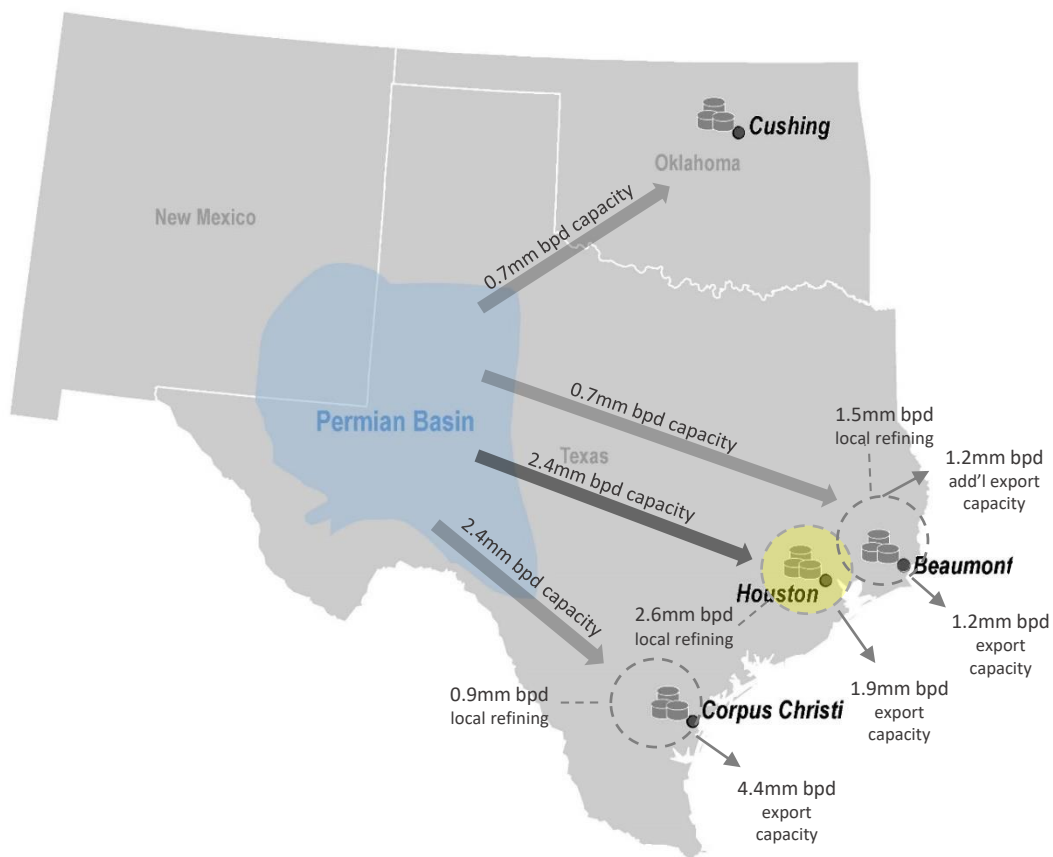 Cushing
Oklahoma
New Mexico
0.7mm bpd capacity
Permian Basin
0.7mm bpd capacity
Texas
2.4mm bpd capacity
2.4mm bpd capacity
1.5mm bpd
local refining
1.2mm bpd
add'l export
capacity
Beaumont
Houston
2.6mm bpd
local refining
1.2mm bpd
export
capacity
1.9mm bpd
export
capacity
0.9mm bpd
local refining
Corpus Christi
4.4mm bpd
export
capacity